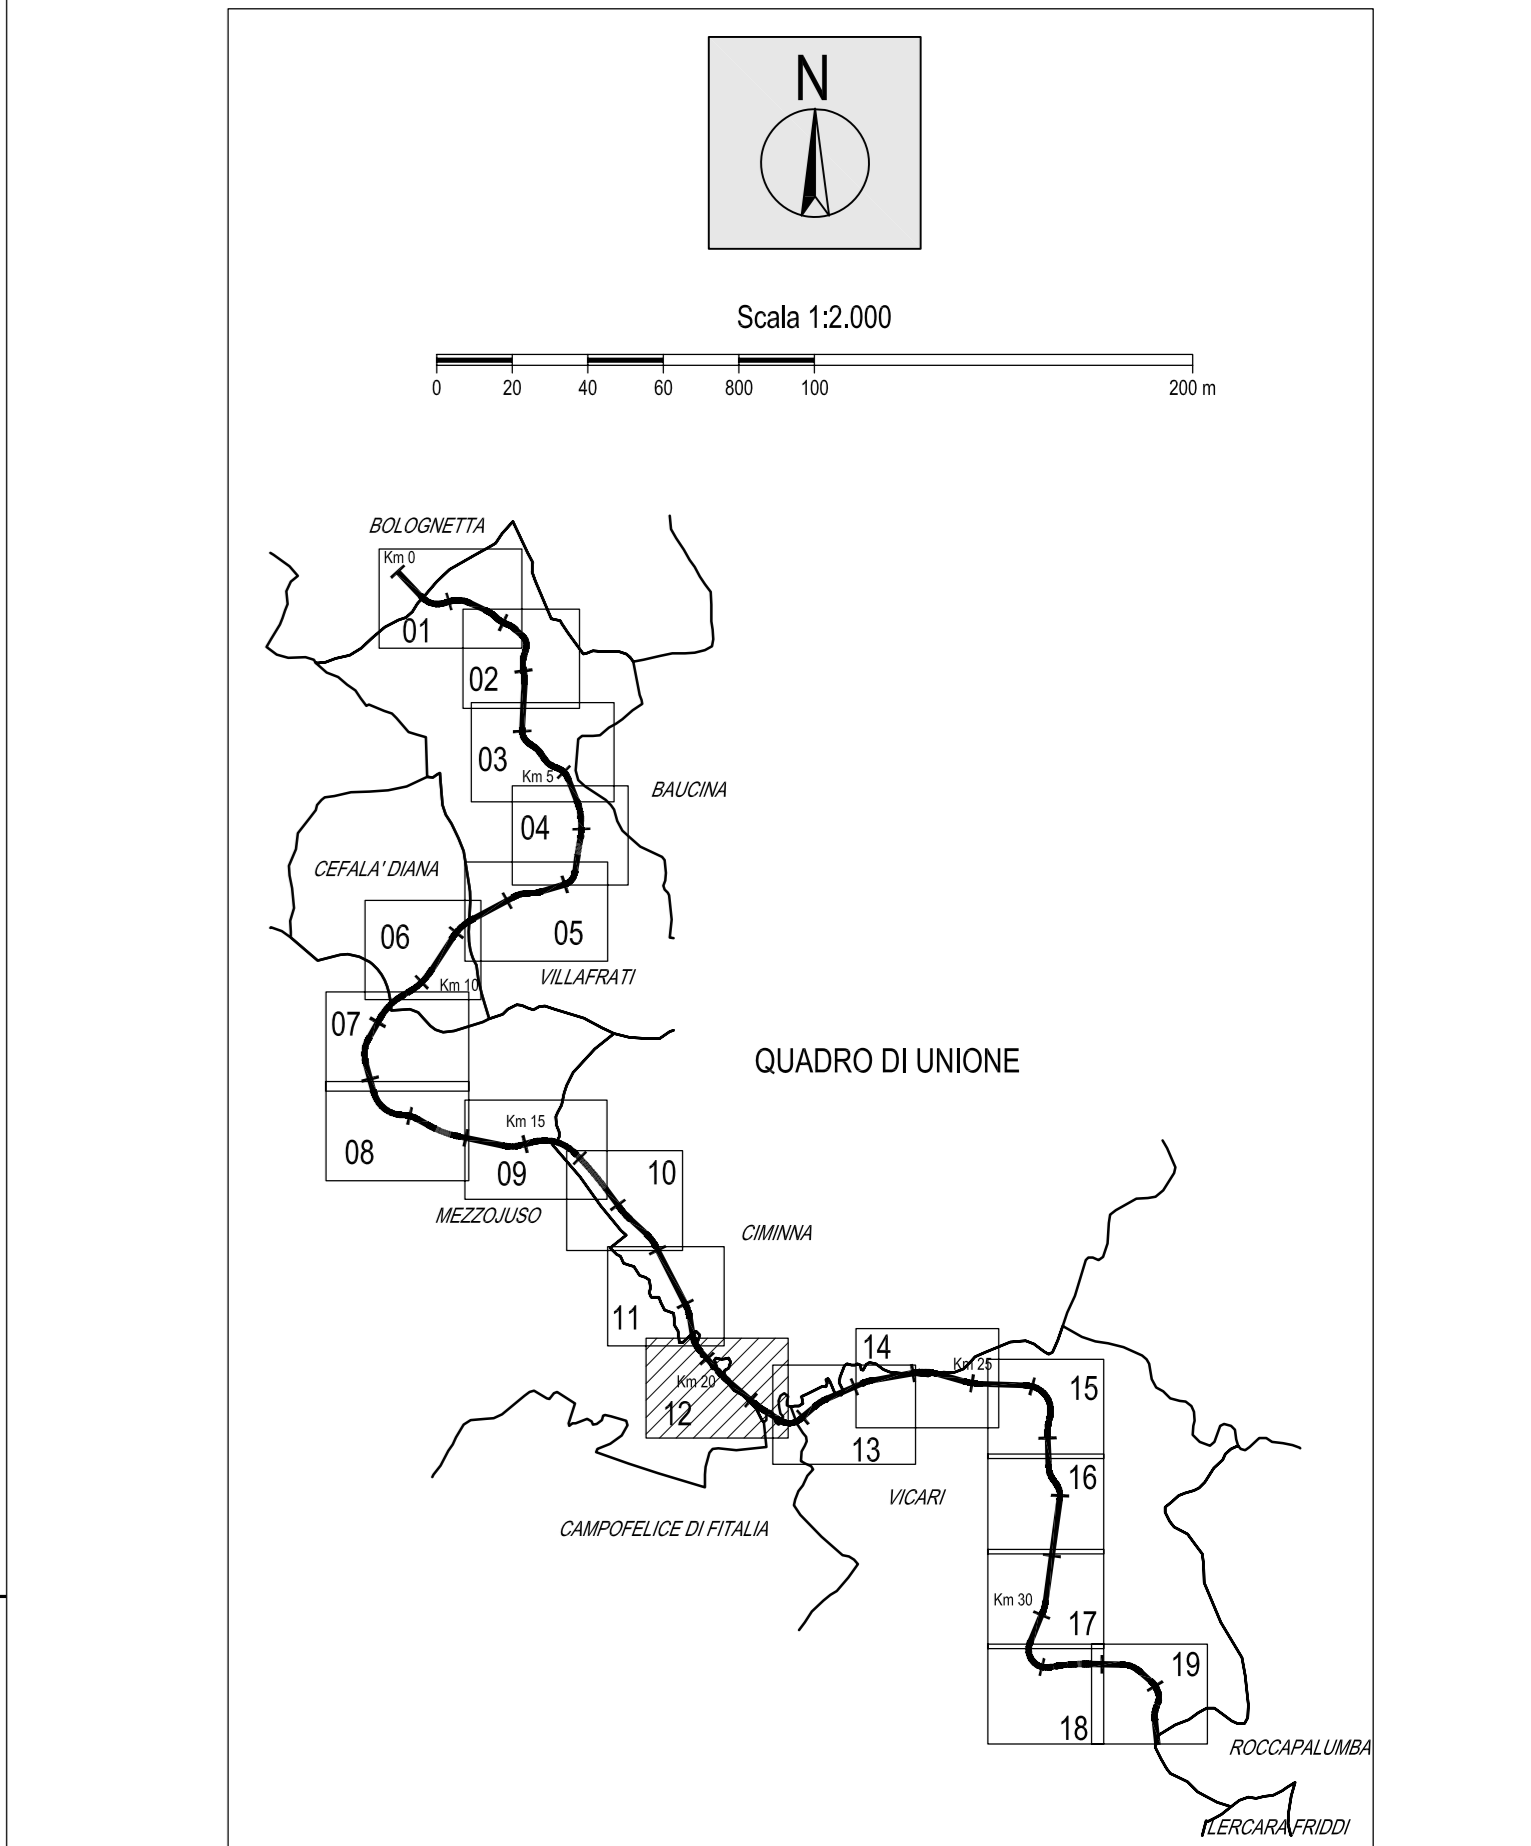 N
Scala 1:2.000
0 20 40 60 800 100 200 m
BOLOGNETTA
Km 0
01
02
03
Km 5
BAUCINA
04
CEFALA' DIANA
05
06
VILLAFRATI
Km 10
07
QUADRO DI UNIONE
Km 15
08
09
10
MEZZOJUSO
CIMINNA
11
14
Km 25
Km 20
15
12
13
16
VICARI
CAMPOFELICE DI FITALIA
Km 30
17
19
18
ROCCAPALUMBA
LERCARA FRIDDI